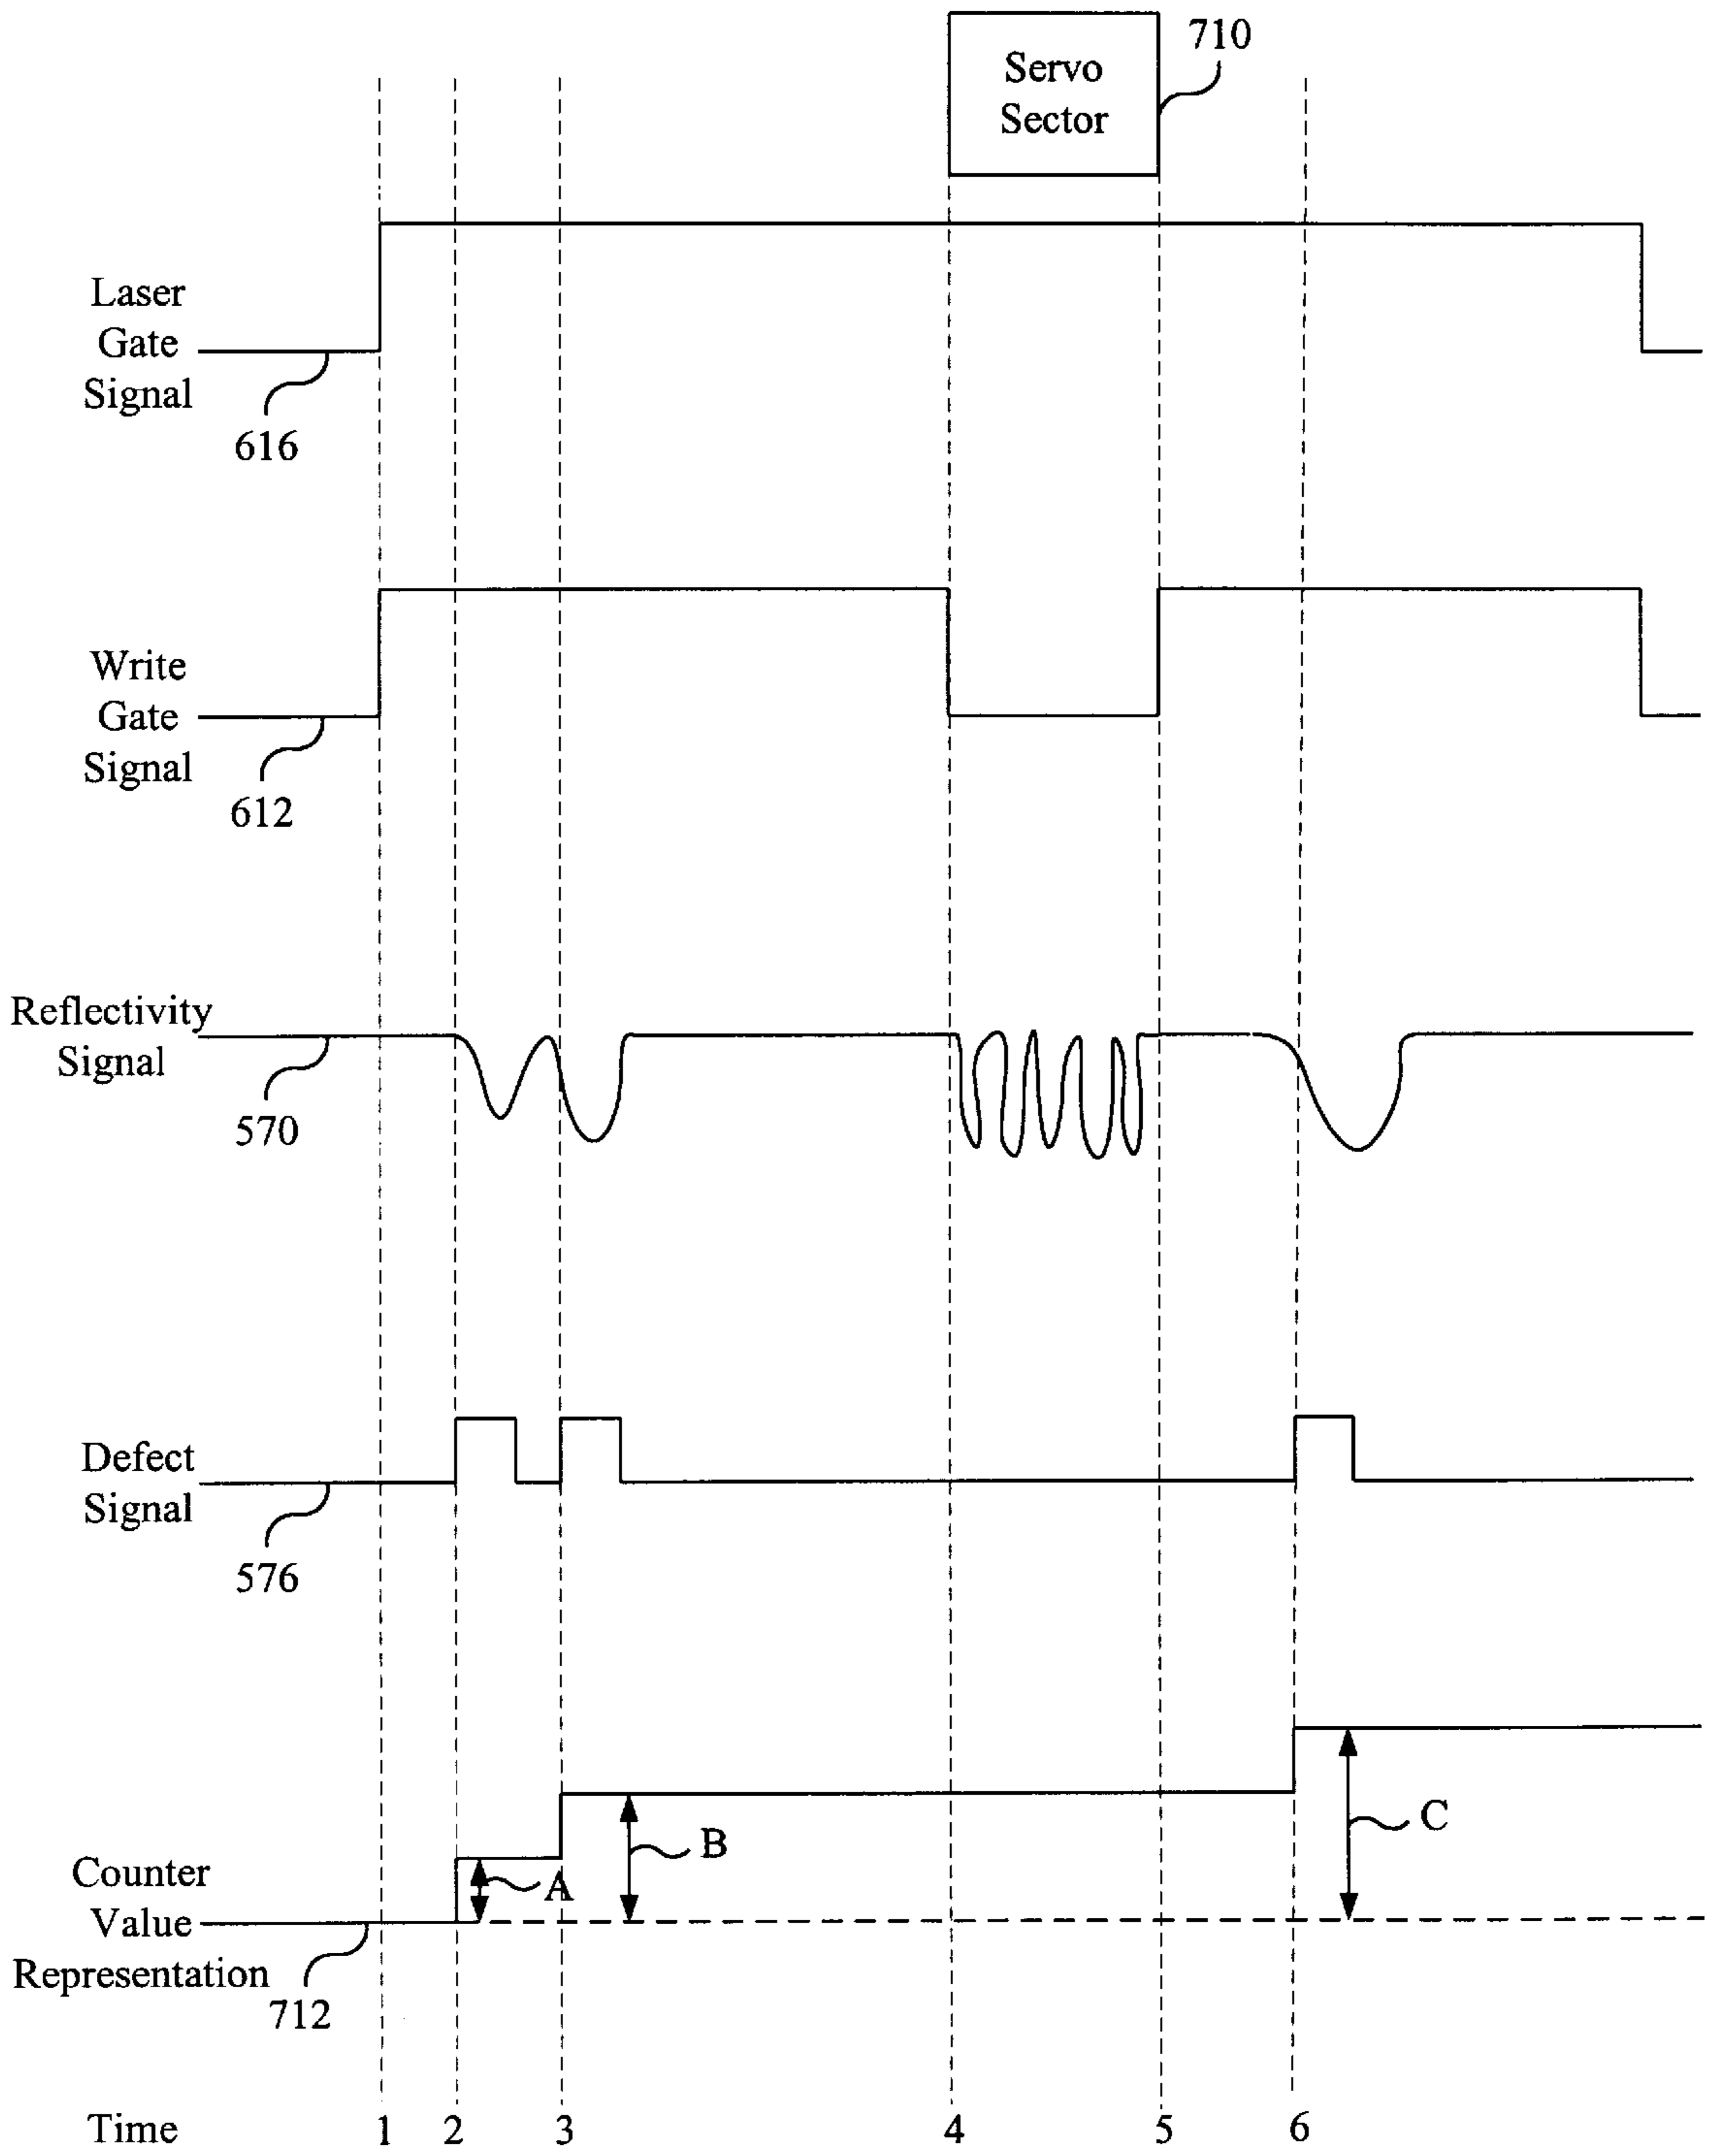 710
Servo
Sector
Laser
Gate
Signal
616
Write
Gate
Signal
612
Reflectivity
Signal
570
Defect
Signal
576
C
B
A
Counter
Value
Representation
712
Time 1 2 3 4 5 6